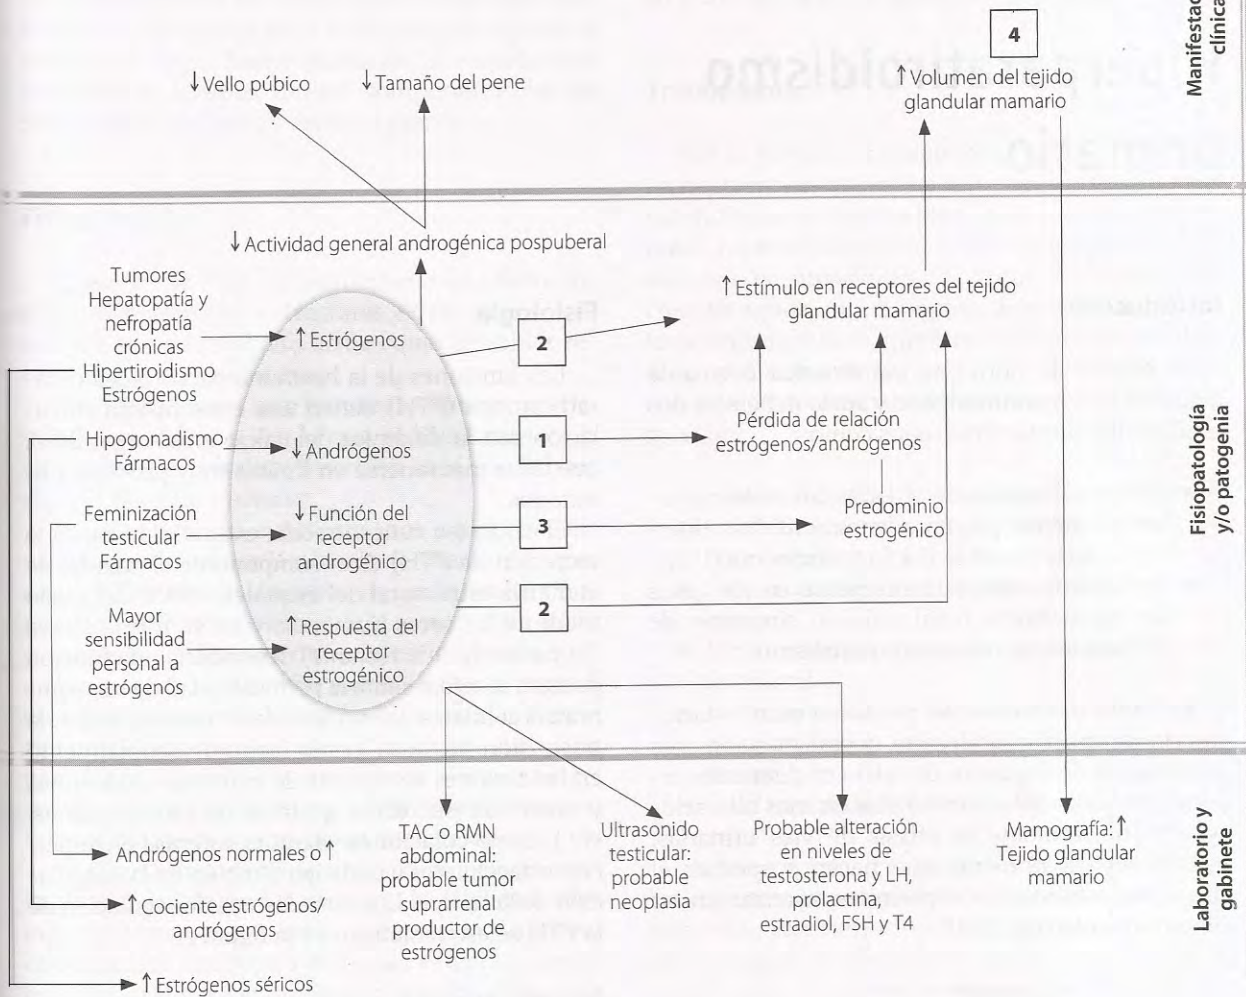 4
Manifestac
clínica
↓ Vello púbico
↓ Tamaño del pene
↑ Volumen del tejido
glandular mamario
↓ Actividad general androgénica pospuberal
Tumores
Hepatopatía y
nefropatía
crónicas
Hipertiroidismo
Estrógenos
↑ Estrógenos
2
↑ Estímulo en receptores del tejido
glandular mamario
Hipogonadismo
Fármacos
↓ Andrógenos
1
Pérdida de relación
estrógenos/andrógenos
Feminización
testicular
Fármacos
↓ Función del
receptor
androgénico
3
Predominio
estrogénico
Mayor
sensibilidad
personal a
estrógenos
↑ Respuesta del
receptor
estrogénico
2
Fisiopatología
y/o patogenia
Andrógenos normales o ↑
↑ Cociente estrógenos/
andrógenos
↑ Estrógenos séricos
TAC o RMN
abdominal:
probable tumor
suprarrenal
productor de
estrógenos
Ultrasonido
testicular:
probable
neoplasia
Probable alteración
en niveles de
testosterona y LH,
prolactina,
estradiol, FSH y T4
Mamografía: ↑
Tejido glandular
mamario
Laboratorio y
gabinete